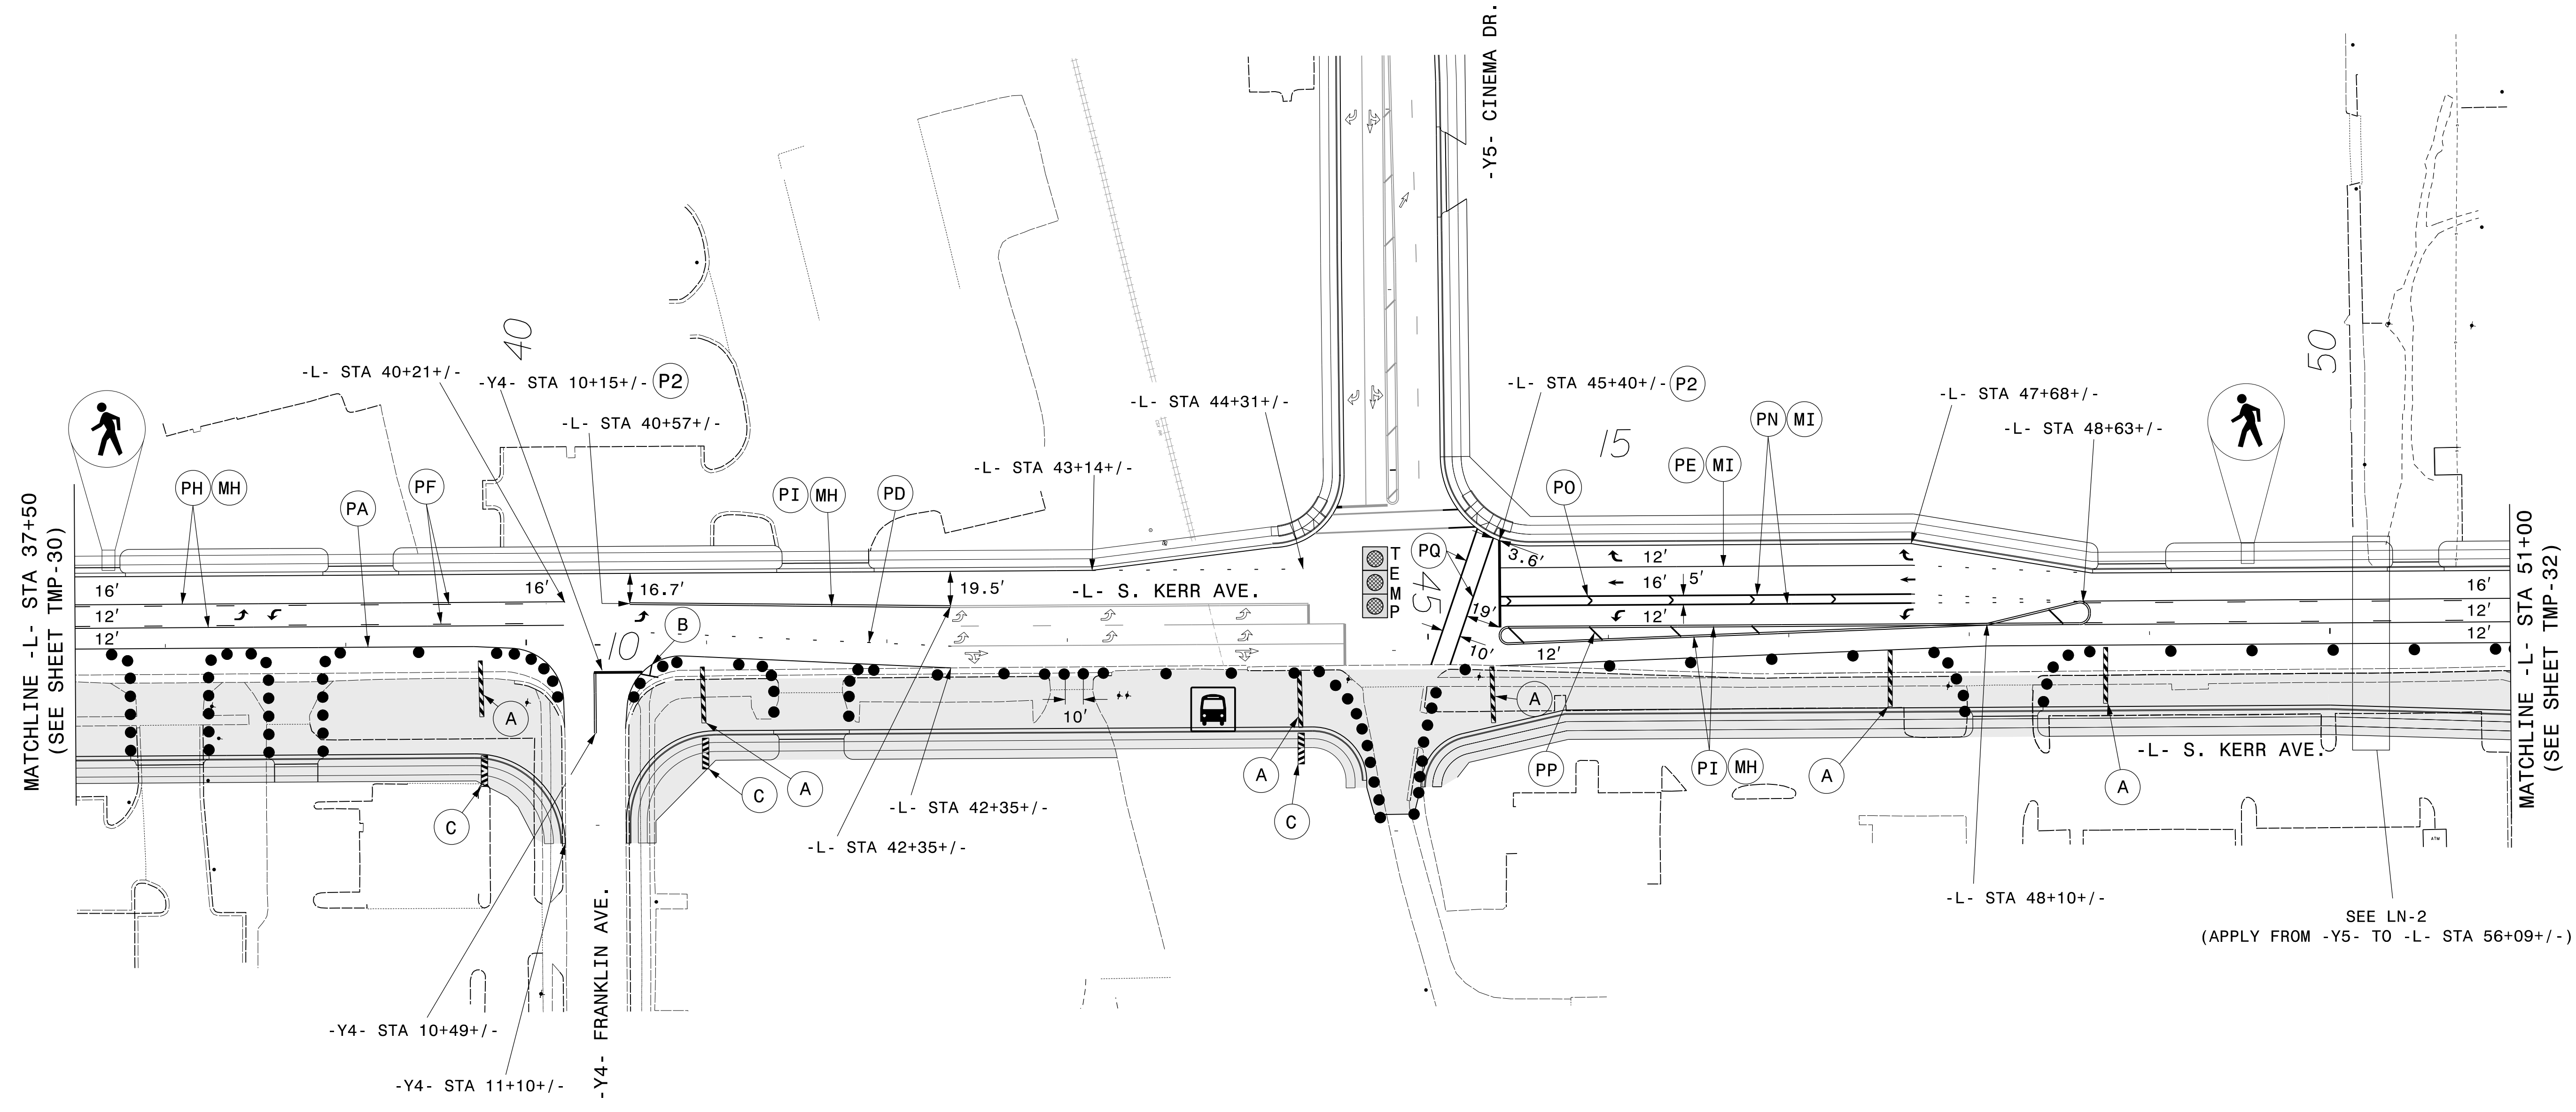 -Y5- CINEMA DR.
40
50
-L- STA 40+21+/-
-Y4- STA 10+15+/- P2
-L- STA 40+57+/-
-L- STA 44+31+/-
-L- STA 43+14+/-
-L- STA 45+40+/- P2
-L- STA 47+68+/-
-L- STA 48+63+/-
15
MATCHLINE -L- STA 37+50
(SEE SHEET TMP-30)
PH MH
PF
PA
PI MH
PD
PO
PE MI
PN MI
PQ
TEMP
45
16'
12'
12'
16'
16.7'
19.5'
-L- S. KERR AVE.
3.6'
12'
16' 5'
12'
19'
10'
12'
16'
12'
12'
10
B
A
C
10'
A
C
A
C
A
PP
PI MH
A
A
-L- S. KERR AVE.
MATCHLINE -L- STA 51+00
(SEE SHEET TMP-32)
-L- STA 42+35+/-
-L- STA 42+35+/-
ATM
-L- STA 48+10+/-
SEE LN-2
(APPLY FROM -Y5- TO -L- STA 56+09+/-)
-Y4- STA 10+49+/-
-Y4- STA 11+10+/-
-Y4- FRANKLIN AVE.